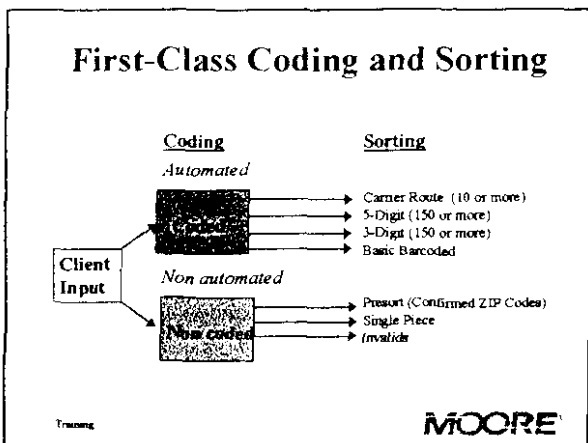 First-Class Coding and Sorting
Coding
Sorting
Automated
Coded
Carrier Route (10 or more)
5-Digit (150 or more)
3-Digit (150 or more)
Basic Barcoded
Client
Input
Non automated
Non coded
Presort (Confirmed ZIP Codes)
Single Piece
Invalids
Training
MOORE